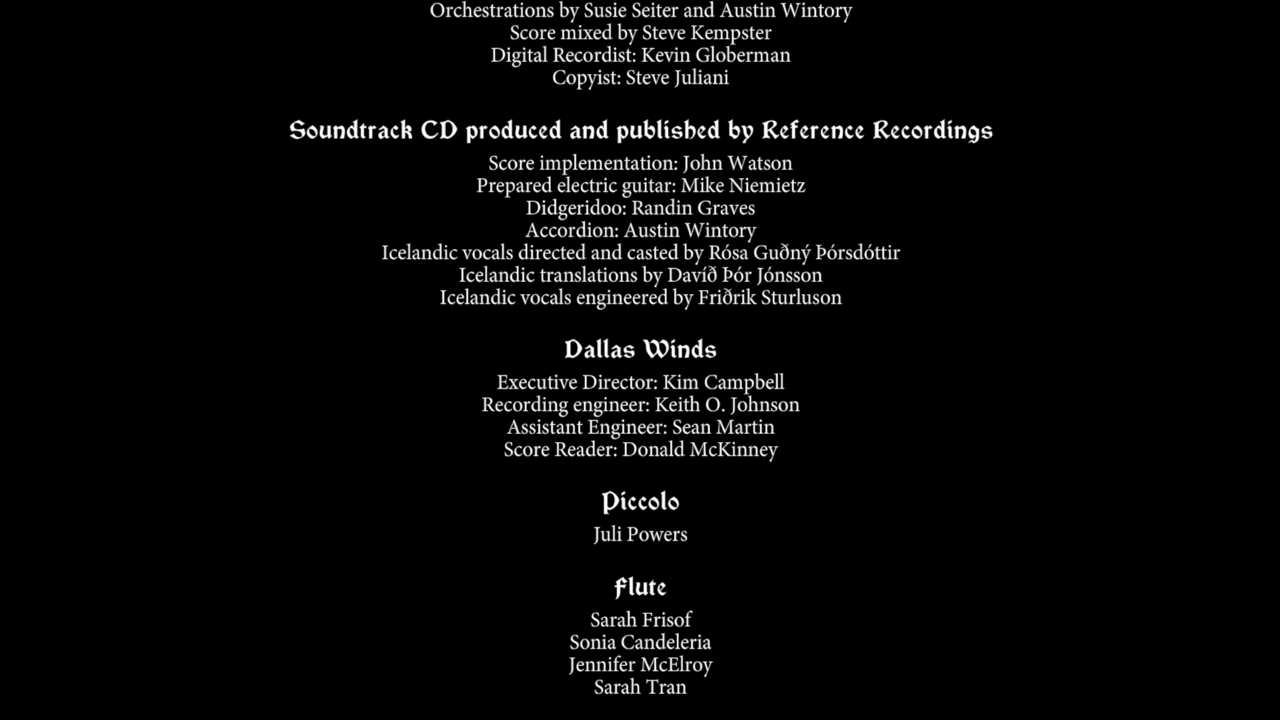 Orchestrations by Susie Seiter and Austin Wintory
Score mixed by Steve Kempster
Digital Recordist: Kevin Globerman
Copyist: Steve Juliani
Soundtrack CD produced and published by Reference Recordings
Score implementation: John Watson
Prepared electric guitar: Mike Niemietz
Didgeridoo: Randin Graves
Accordion: Austin Wintory
Icelandic vocals directed and casted by Rósa Guðný Þórsdóttir
Icelandic translations by Davíð Þór Jónsson
Icelandic vocals engineered by Friðrik Sturluson
Dallas Winds
Executive Director: Kim Campbell
Recording engineer: Keith O. Johnson
Assistant Engineer: Sean Martin
Score Reader: Donald McKinney
Piccolo
Juli Powers
Flute
Sarah Frisof
Sonia Candeleria
Jennifer McElroy
Sarah Tran